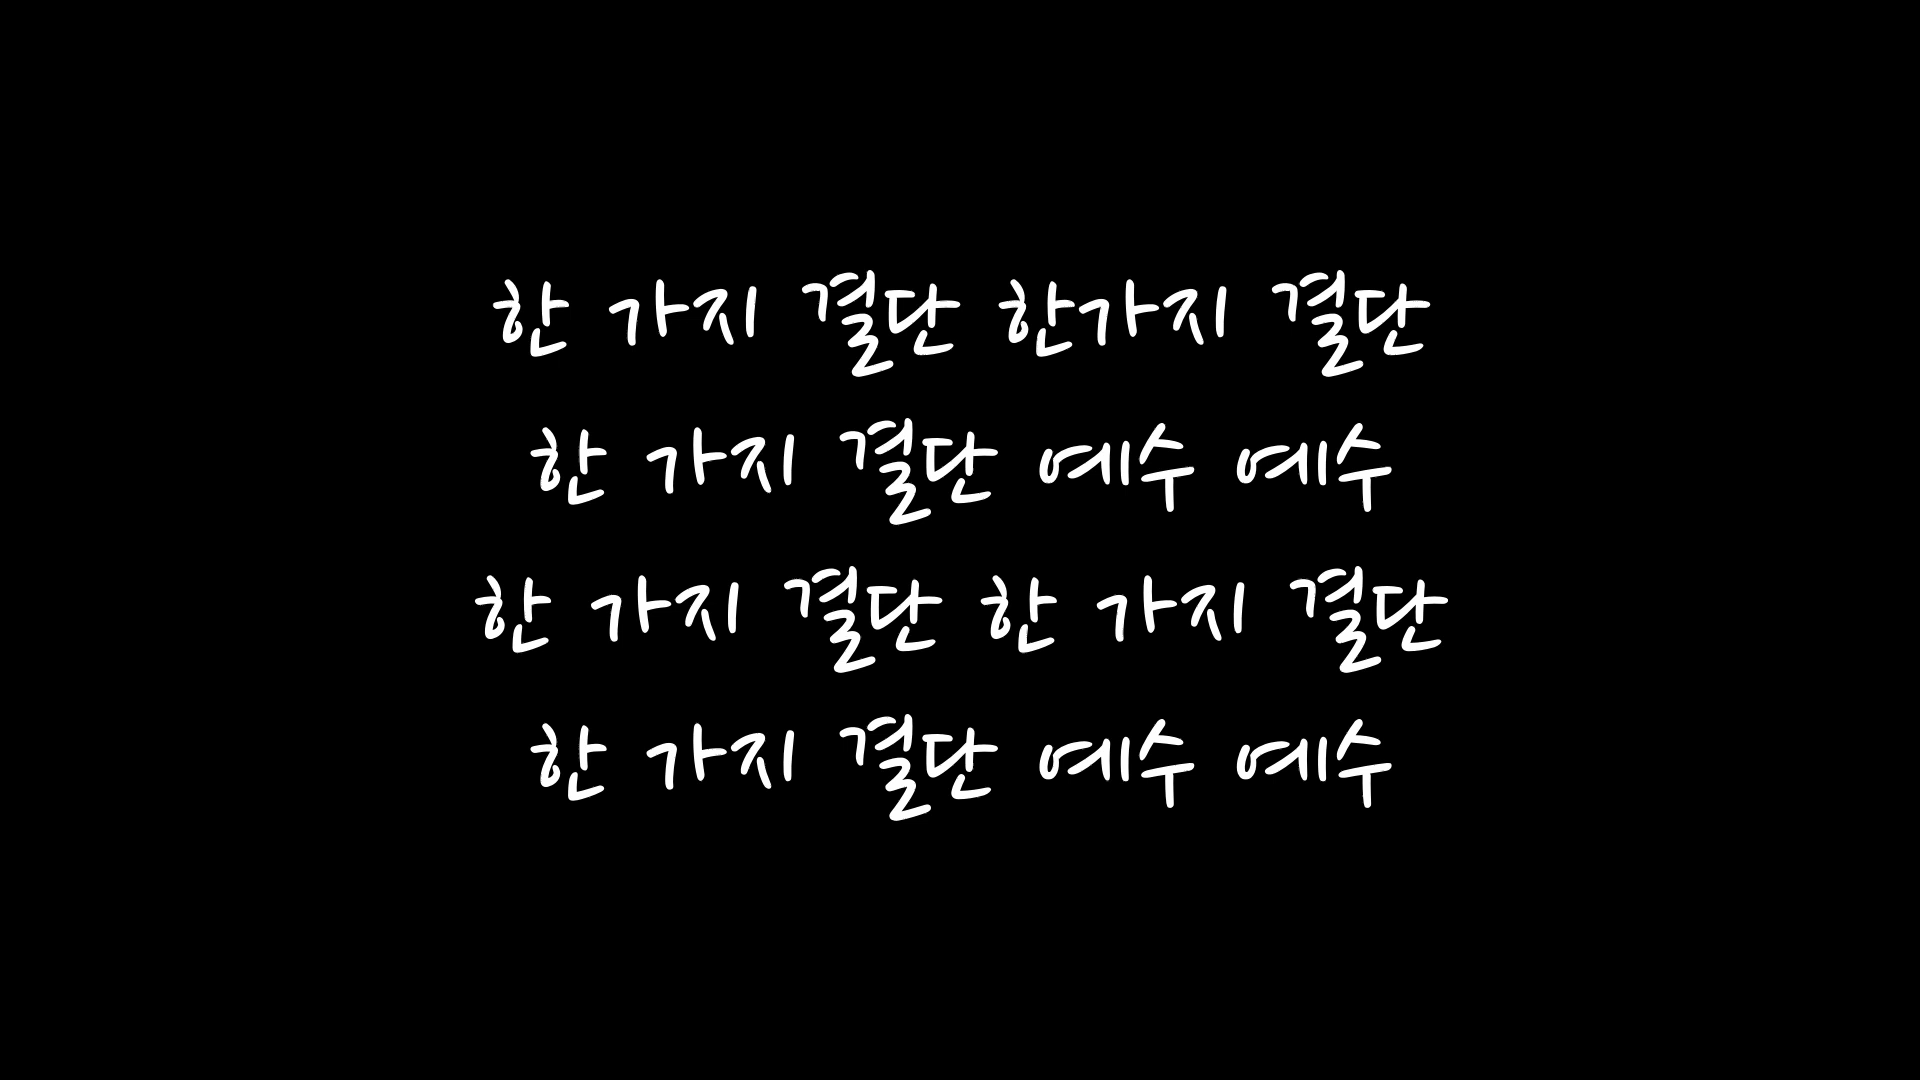 한 가지 결단 한가지 결단
한 가지 결단 예수 예수
한 가지 결단 한 가지 결단
한 가지 결단 예수 예수